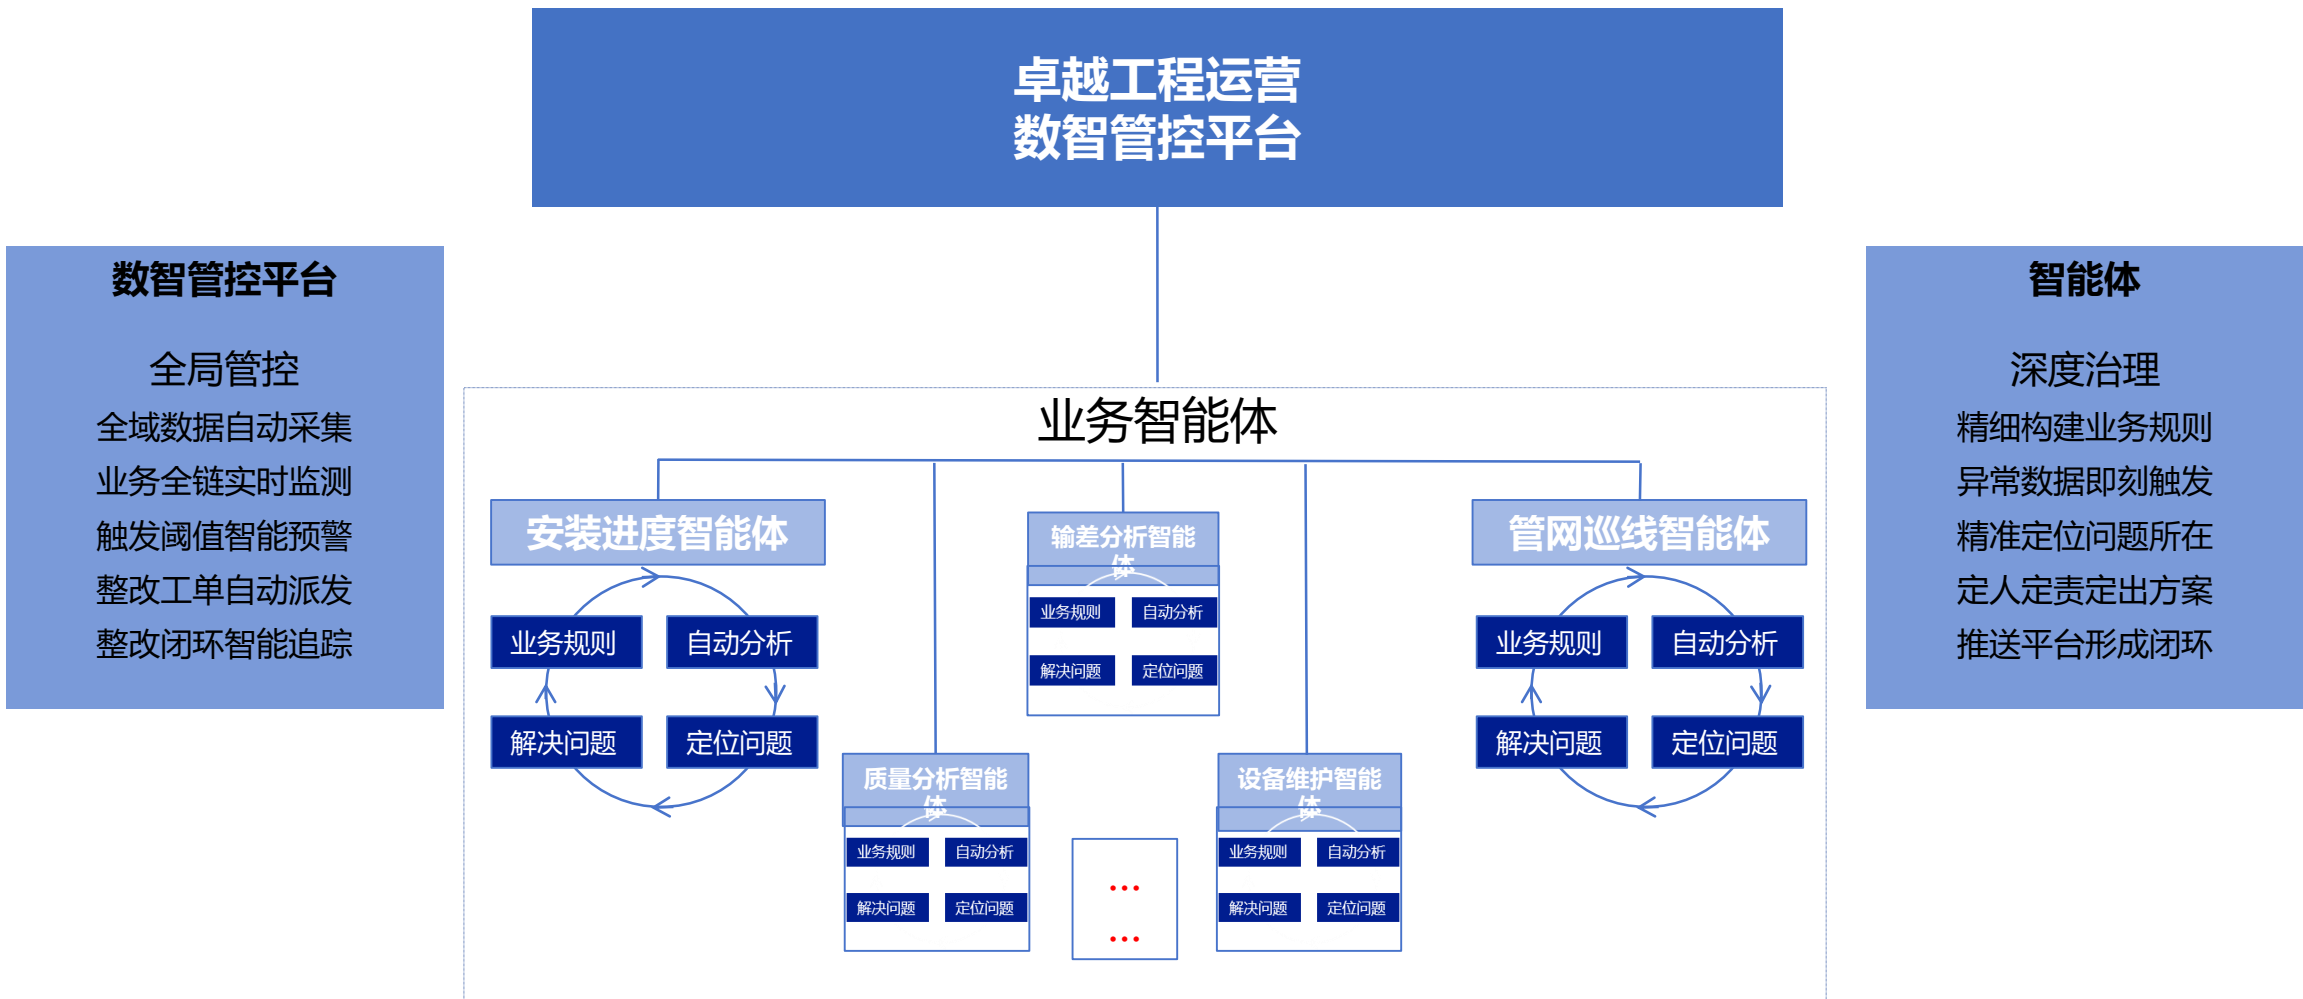 卓越工程运营
数智管控平台
数智管控平台
全局管控
全域数据自动采集
业务全链实时监测
触发阈值智能预警
整改工单自动派发
整改闭环智能追踪
业务智能体
安装进度智能体
业务规则
自动分析
解决问题
定位问题
输差分析智能
体
业务规则
自动分析
解决问题
定位问题
质量分析智能
体
业务规则
自动分析
解决问题
定位问题
…
…
设备维护智能
体
业务规则
自动分析
解决问题
定位问题
管网巡线智能体
业务规则
自动分析
解决问题
定位问题
智能体
深度治理
精细构建业务规则
异常数据即刻触发
精准定位问题所在
定人定责定出方案
推送平台形成闭环